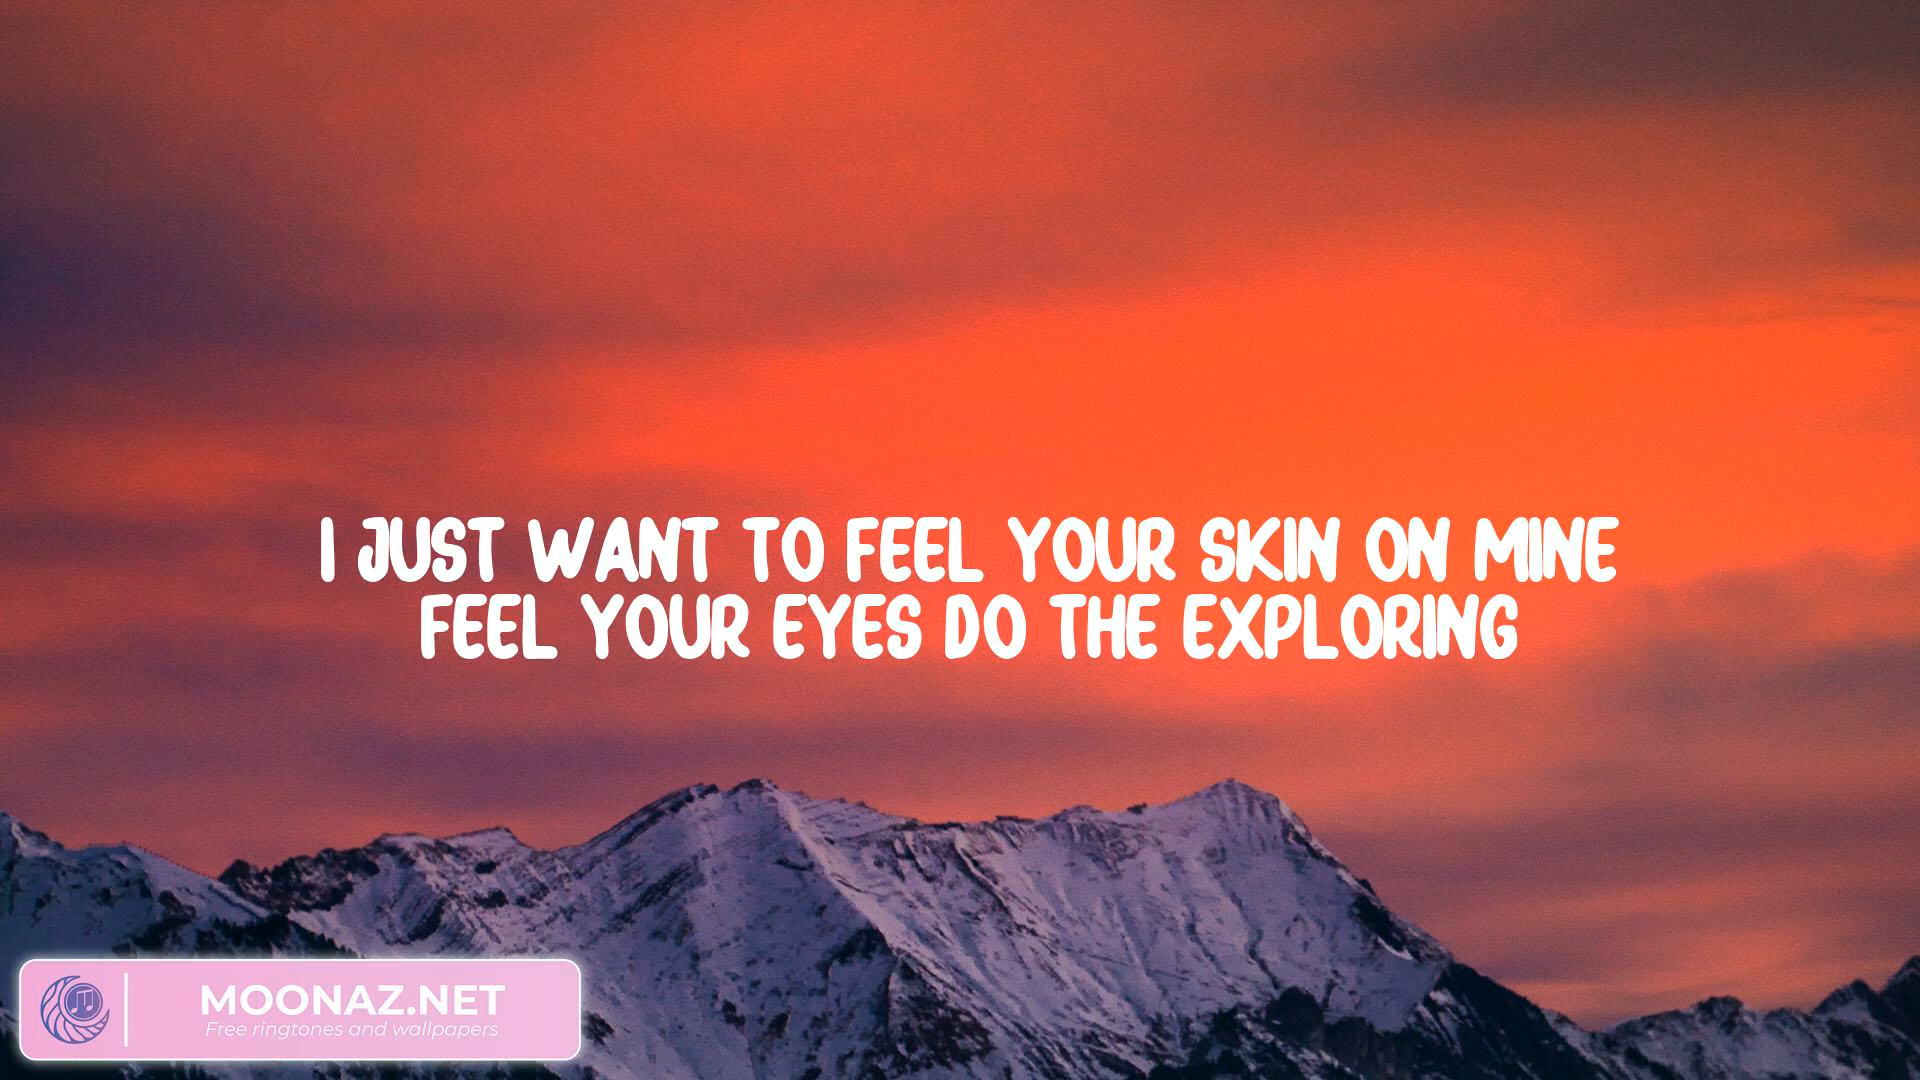 I JUST WANT TO FEEL YOUR SKIN ON MINE
FEEL YOUR EYES DO THE EXPLORING
MOONAZ.NET
Free ringtones and wallpapers